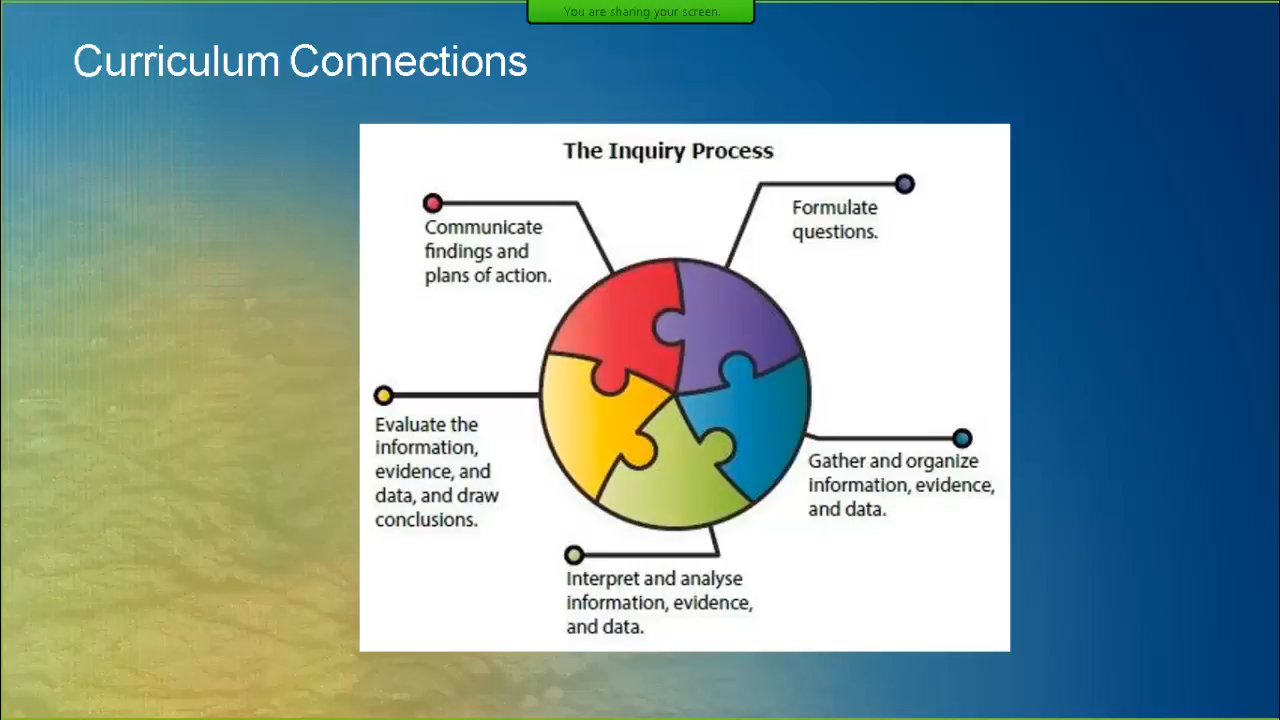 You are sharing your screen.
Curriculum Connections
The Inquiry Process
Formulate
questions.
Communicate
findings and
plans of action.
Gather and organize
information, evidence,
and data.
Evaluate the
information,
evidence, and
data, and draw
conclusions.
Interpret and analyse
information, evidence,
and data.